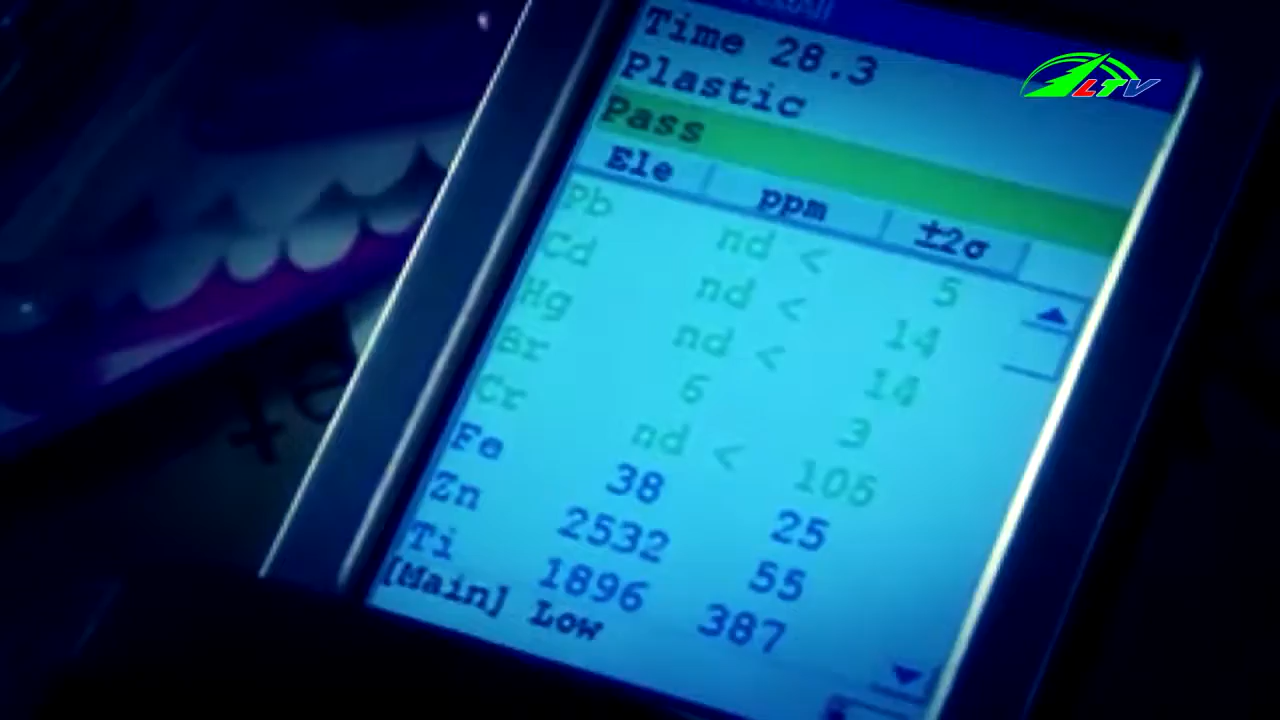 LTV
Time 28.3
Plastic
Pass
Ele ppm ±2σ
Pb nd < 5
Cd nd < 14
Hg nd < 14
Br 6 3
Cr nd < 106
Fe 38 25
Zn 2532 55
Ti 1896 387
[Main] Low